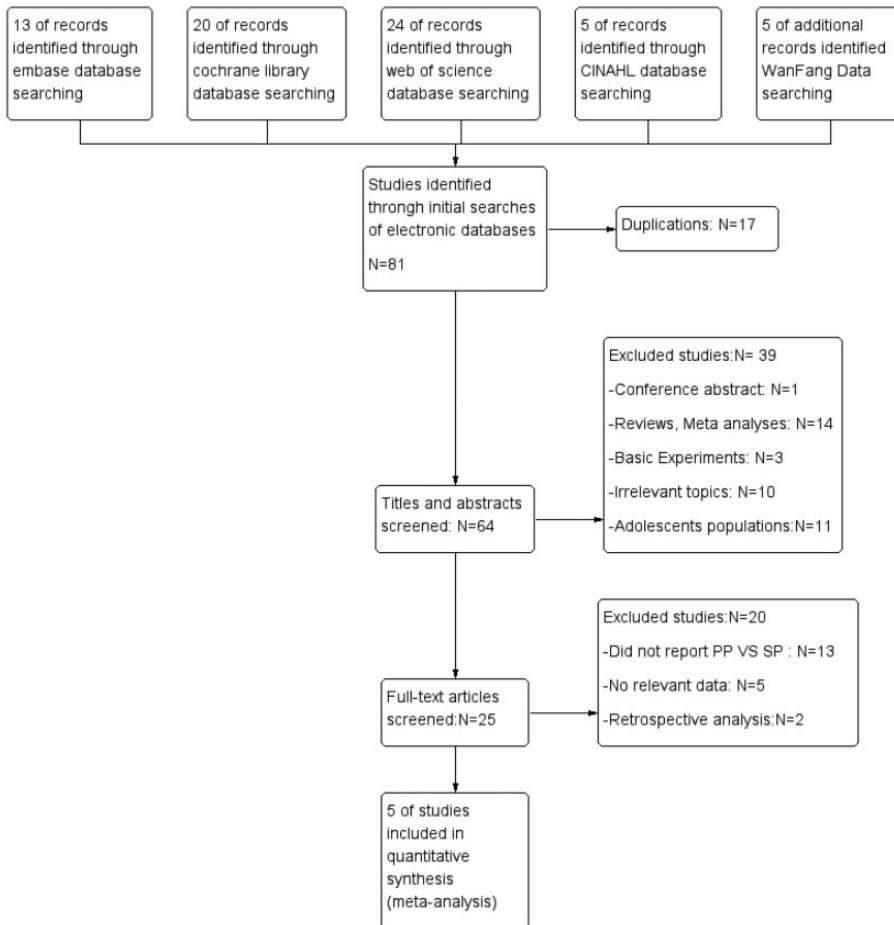 13 of records
identified through
embase database
searching
20 of records
identified through
cochrane library
database searching
24 of records
identified through
web of science
database searching
5 of records
identified through
CINAHL database
searching
5 of additional
records identified
WanFang Data
searching
Studies identified
throngh initial searches
of electronic databases
N=81
Duplications: N=17
Excluded studies:N= 39
-Conference abstract: N=1
-Reviews, Meta analyses: N=14
-Basic Experiments: N=3
-Irrelevant topics: N=10
-Adolescents populations:N=11
Titles and abstracts
screened: N=64
Excluded studies:N=20
-Did not report PP VS SP : N=13
-No relevant data: N=5
-Retrospective analysis:N=2
Full-text articles
screened:N=25
5 of studies
included in
quantitative
synthesis
(meta-analysis)